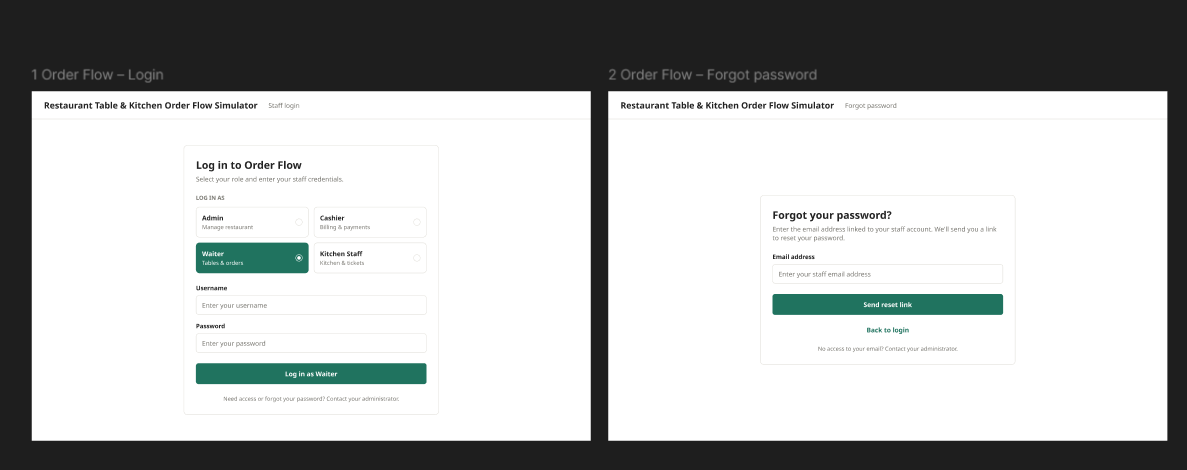 1 Order Flow – Login
Restaurant Table & Kitchen Order Flow Simulator Staff login
Log in to Order Flow
Select your role and enter your staff credentials.
LOG IN AS
Admin
Manage restaurant
Cashier
Billing & payments
Waiter
Tables & orders
Kitchen Staff
Kitchen & tickets
Username
Enter your username
Password
Enter your password
Log in as Waiter
Need access or forgot your password? Contact your administrator.
2 Order Flow – Forgot password
Restaurant Table & Kitchen Order Flow Simulator Forgot password
Forgot your password?
Enter the email address linked to your staff account. We'll send you a link
to reset your password.
Email address
Enter your staff email address
Send reset link
Back to login
No access to your email? Contact your administrator.